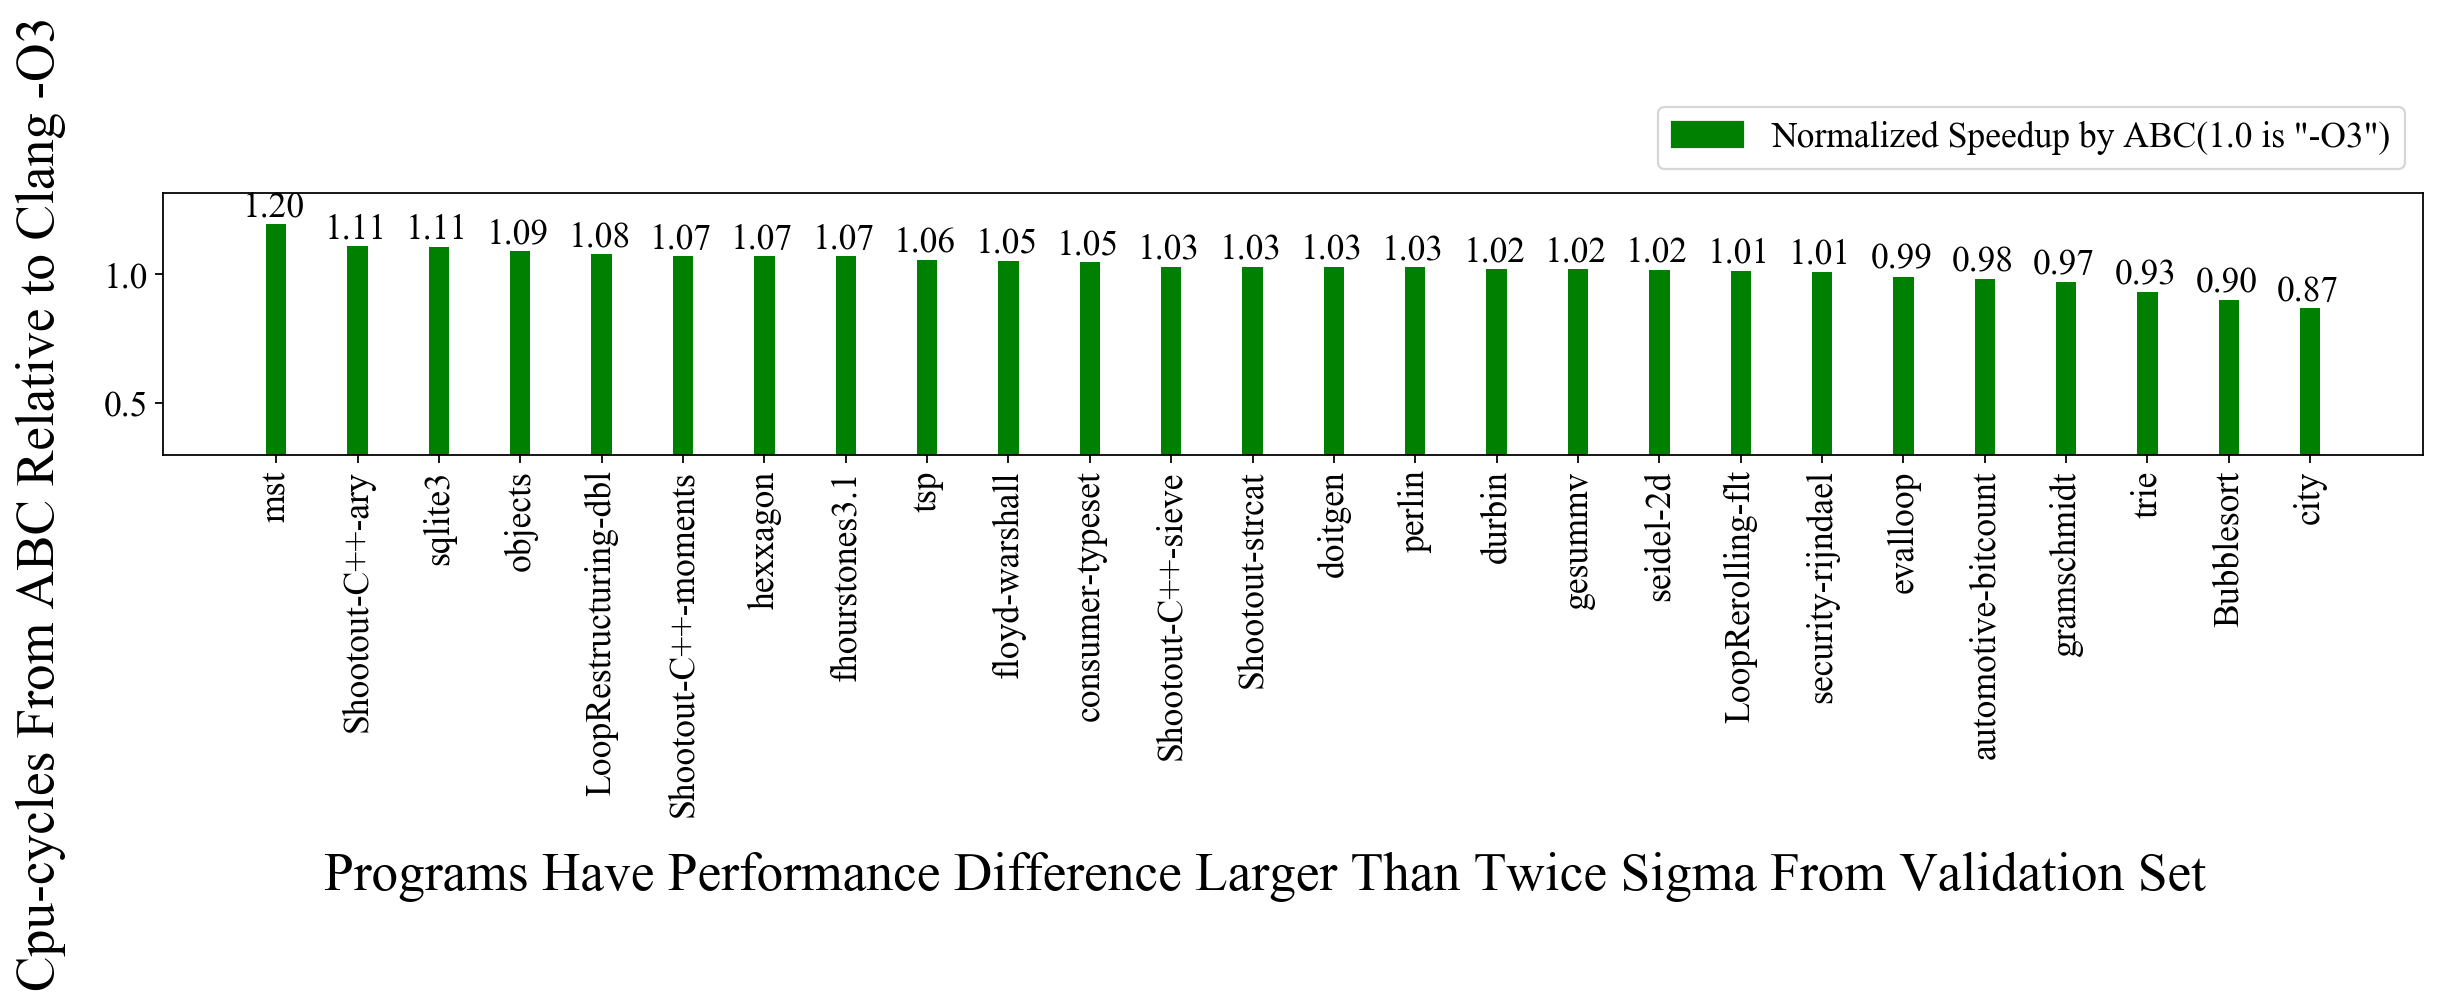 Cpu-cycles From ABC Relative to Clang -O3
Normalized Speedup by ABC(1.0 is "-O3")
1.0
0.5
1.20
1.11
1.11
1.09
1.08
1.07
1.07
1.07
1.06
1.05
1.05
1.03
1.03
1.03
1.03
1.02
1.02
1.02
1.01
1.01
0.99
0.98
0.97
0.93
0.90
0.87
mst
Shootout-C++-ary
sqlite3
objects
LoopRestructuring-dbl
Shootout-C++-moments
hexxagon
fhourstones3.1
tsp
floyd-warshall
consumer-typeset
Shootout-C++-sieve
Shootout-strcat
doitgen
perlin
durbin
gesummv
seidel-2d
LoopRerolling-flt
security-rijndael
evalloop
automotive-bitcount
gramschmidt
trie
Bubblesort
city
Programs Have Performance Difference Larger Than Twice Sigma From Validation Set